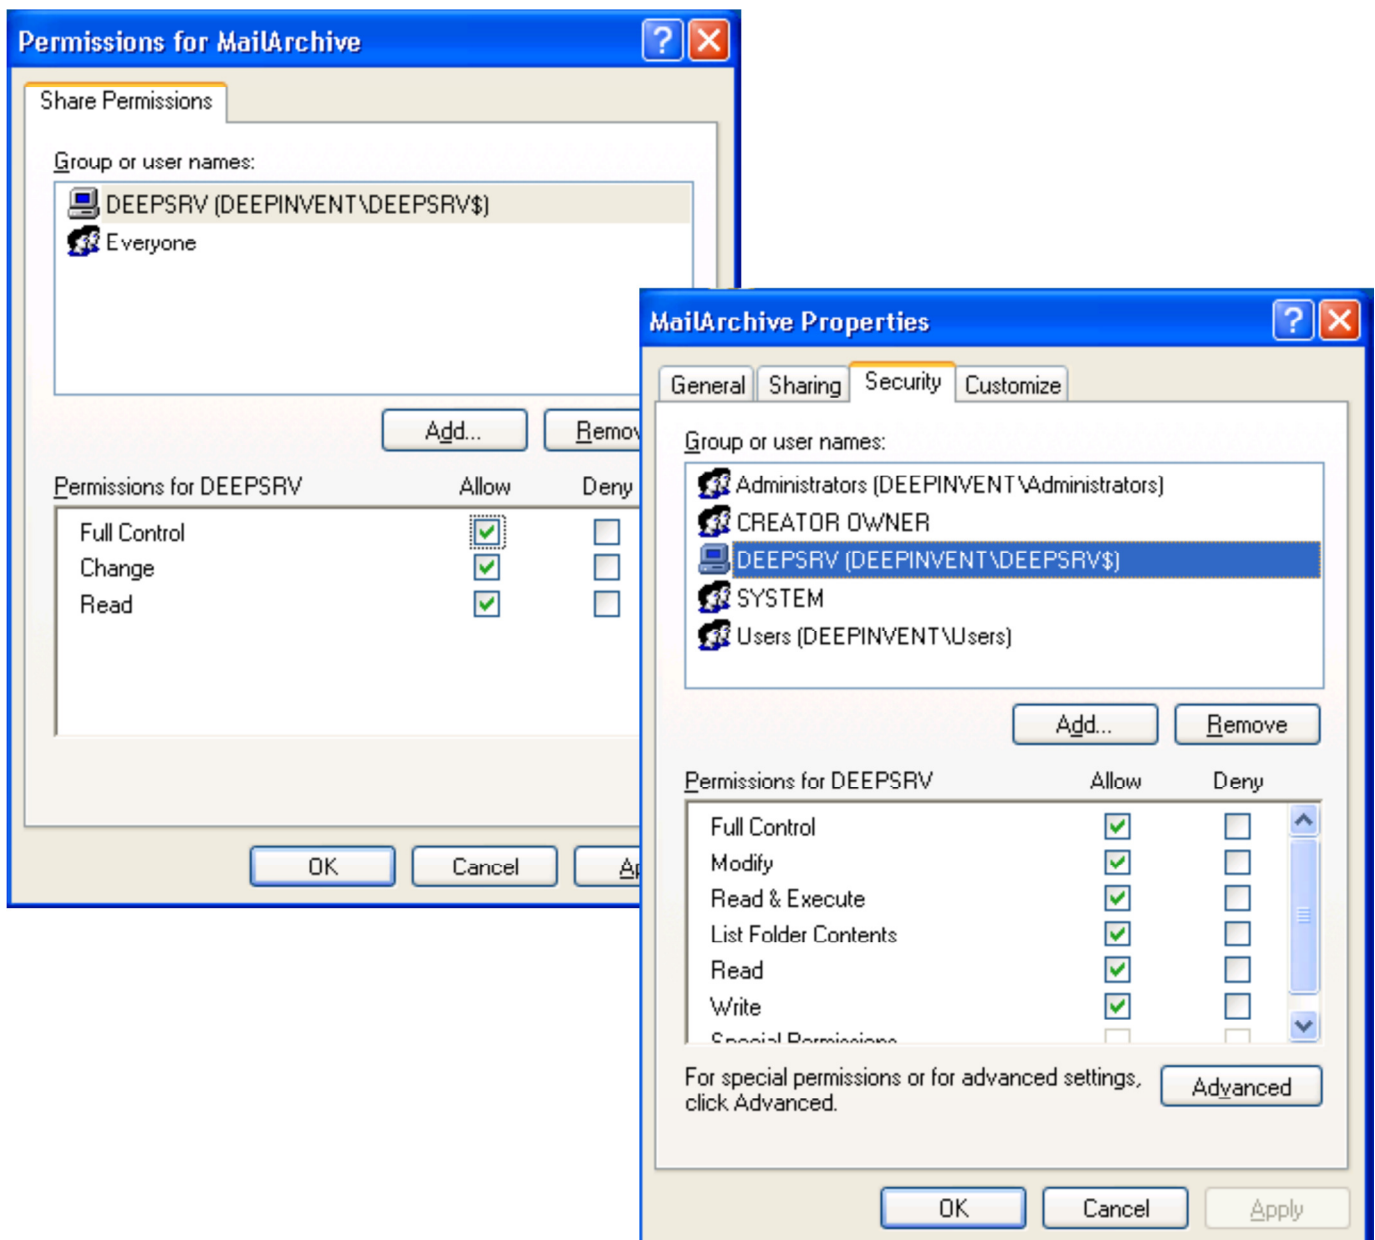 Permissions for MailArchive
Share Permissions
Group or user names:
DEEPSRV (DEEPINVENT\DEEPSRV$)
Everyone
Add...
Permissions for DEEPSRV Allow Deny
Full Control
Change
Read
OK Cancel
MailArchive Properties
General Sharing Security Customize
Group or user names:
Administrators (DEEPINVENT\Administrators)
CREATOR OWNER
DEEPSRV (DEEPINVENT\DEEPSRV$)
SYSTEM
Users (DEEPINVENT\Users)
Add... Remove
Permissions for DEEPSRV Allow Deny
Full Control
Modify
Read & Execute
List Folder Contents
Read
Write
Special Permissions
For special permissions or for advanced settings,
click Advanced.
Advanced
OK Cancel Apply